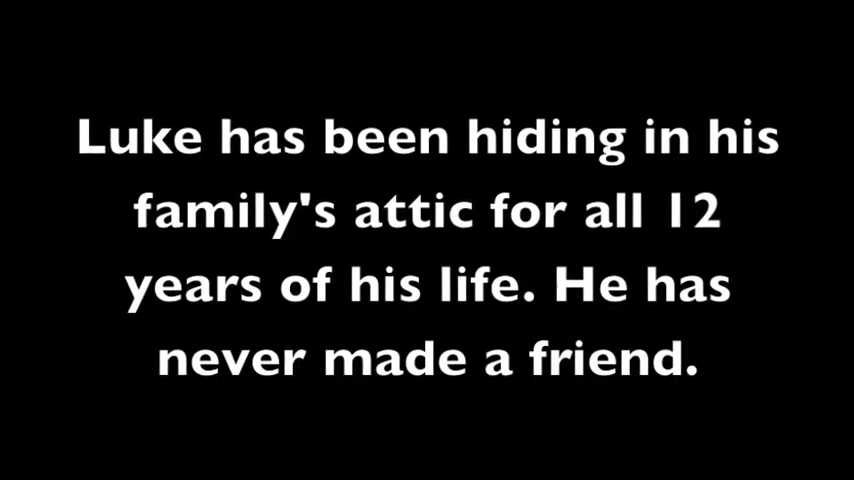 Luke has been hiding in his
family's attic for all 12
years of his life. He has
never made a friend.